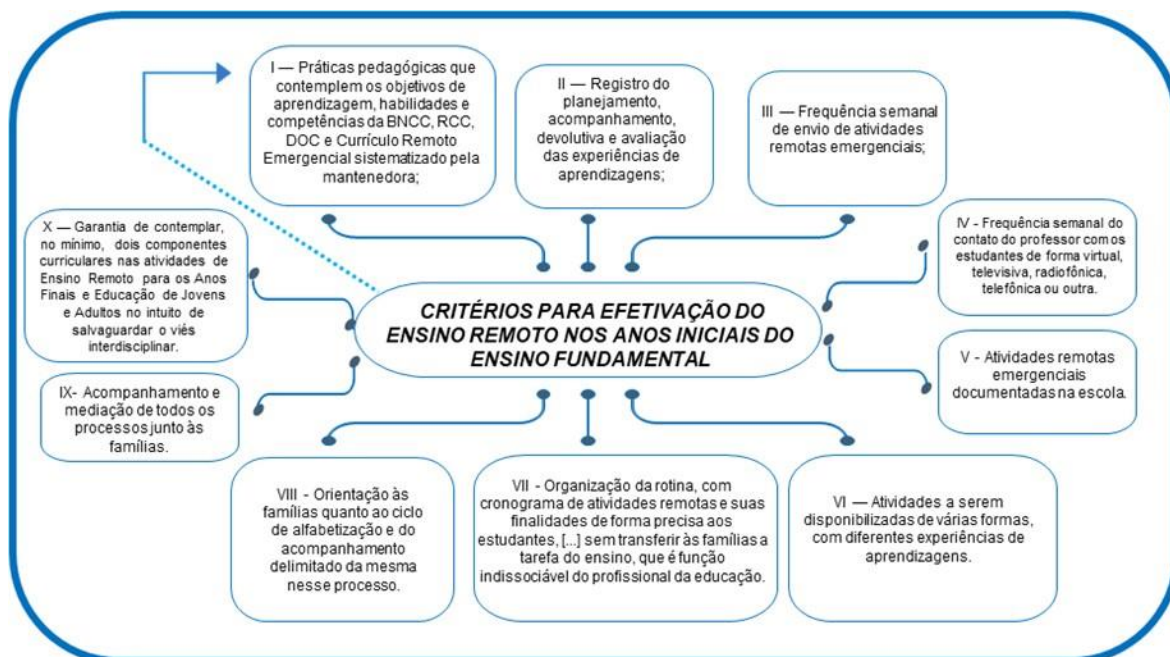 I — Práticas pedagógicas que
contemplem os objetivos de
aprendizagem, habilidades e
competências da BNCC, RCC,
DOC e Currículo Remoto
Emergencial sistematizado pela
mantenedora;
II — Registro do
planejamento,
acompanhamento,
devolutiva e avaliação
das experiências de
aprendizagens;
III — Frequência semanal
de envio de atividades
remotas emergenciais;
IV - Frequência semanal do
contato do professor com os
estudantes de forma virtual,
televisiva, radiofônica,
telefônica ou outra.
X — Garantia de contemplar,
no mínimo, dois componentes
curriculares nas atividades de
Ensino Remoto para os Anos
Finais e Educação de Jovens
e Adultos no intuito de
salvaguardar o viés
interdisciplinar.
CRITÉRIOS PARA EFETIVAÇÃO DO
ENSINO REMOTO NOS ANOS INICIAIS DO
ENSINO FUNDAMENTAL
V - Atividades remotas
emergenciais
documentadas na escola.
IX- Acompanhamento e
mediação de todos os
processos junto às
famílias.
VIII - Orientação às
famílias quanto ao ciclo
de alfabetização e do
acompanhamento
delimitado da mesma
nesse processo.
VII - Organização da rotina, com
cronograma de atividades remotas e suas
finalidades de forma precisa aos
estudantes, [...] sem transferir às famílias a
tarefa do ensino, que é função
indissociável do profissional da educação.
VI — Atividades a serem
disponibilizadas de várias formas,
com diferentes experiências de
aprendizagens.